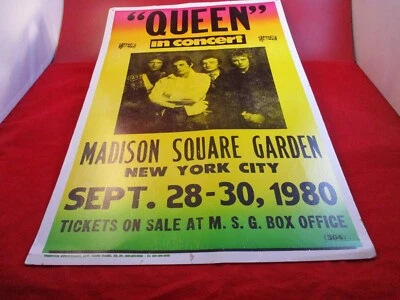 "QUEEN"
in concert
MADISON SQUARE GARDEN
NEW YORK CITY
SEPT. 28-30, 1980
TICKETS ON SALE AT M. S. G. BOX OFFICE
(304)